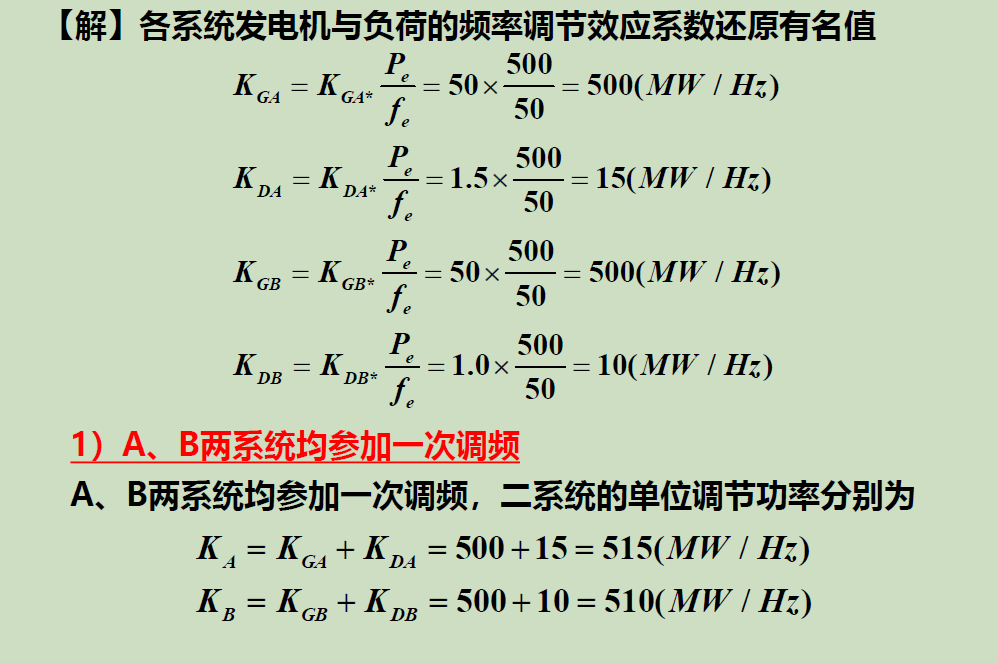 【解】各系统发电机与负荷的频率调节效应系数还原有名值
K_{GA} = K_{GA*} \frac{P_e}{f_e} = 50 × \frac{500}{50} = 500(MW / Hz)
K_{DA} = K_{DA*} \frac{P_e}{f_e} = 1.5 × \frac{500}{50} = 15(MW / Hz)
K_{GB} = K_{GB*} \frac{P_e}{f_e} = 50 × \frac{500}{50} = 500(MW / Hz)
K_{DB} = K_{DB*} \frac{P_e}{f_e} = 1.0 × \frac{500}{50} = 10(MW / Hz)
1）A、B两系统均参加一次调频
A、B两系统均参加一次调频，二系统的单位调节功率分别为
K_A = K_{GA} + K_{DA} = 500 + 15 = 515(MW / Hz)
K_B = K_{GB} + K_{DB} = 500 + 10 = 510(MW / Hz)